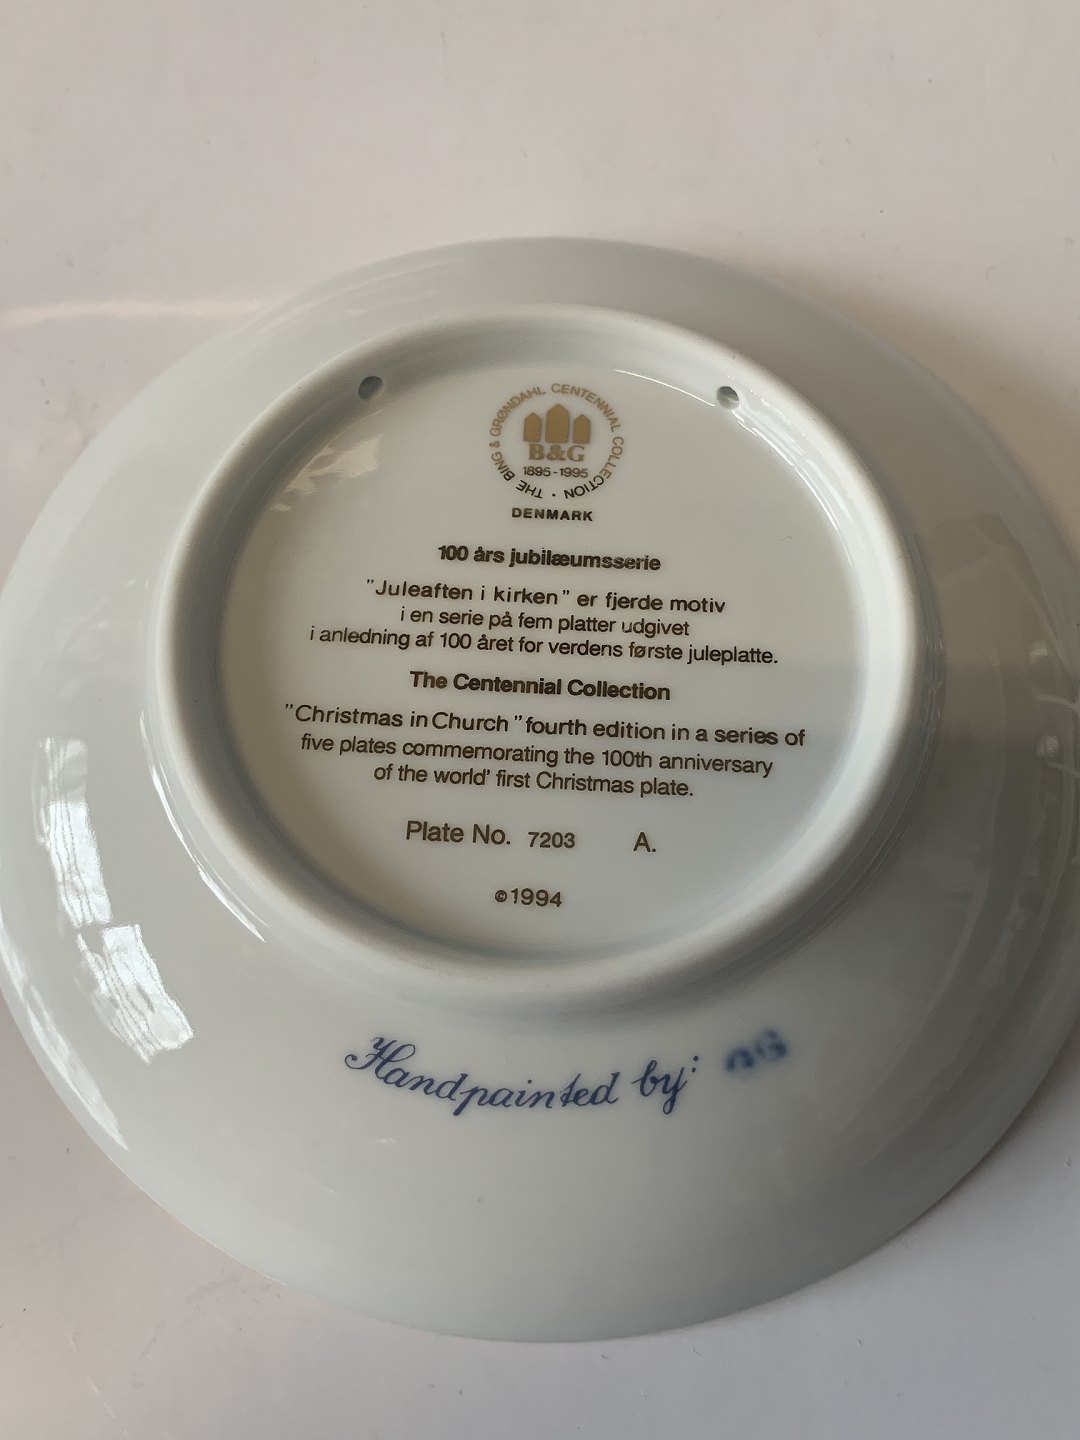 THE BING & GRØNDAHL CENTENNIAL COLLECTION ·
B&G
1895-1995
DENMARK
100 års jubilæumsserie
"Juleaften i kirken" er fjerde motiv
i en serie på fem platter udgivet
i anledning af 100 året for verdens første juleplatte.
The Centennial Collection
"Christmas in Church" fourth edition in a series of
five plates commemorating the 100th anniversary
of the world' first Christmas plate.
Plate No. 7203 A.
©1994
Handpainted by: